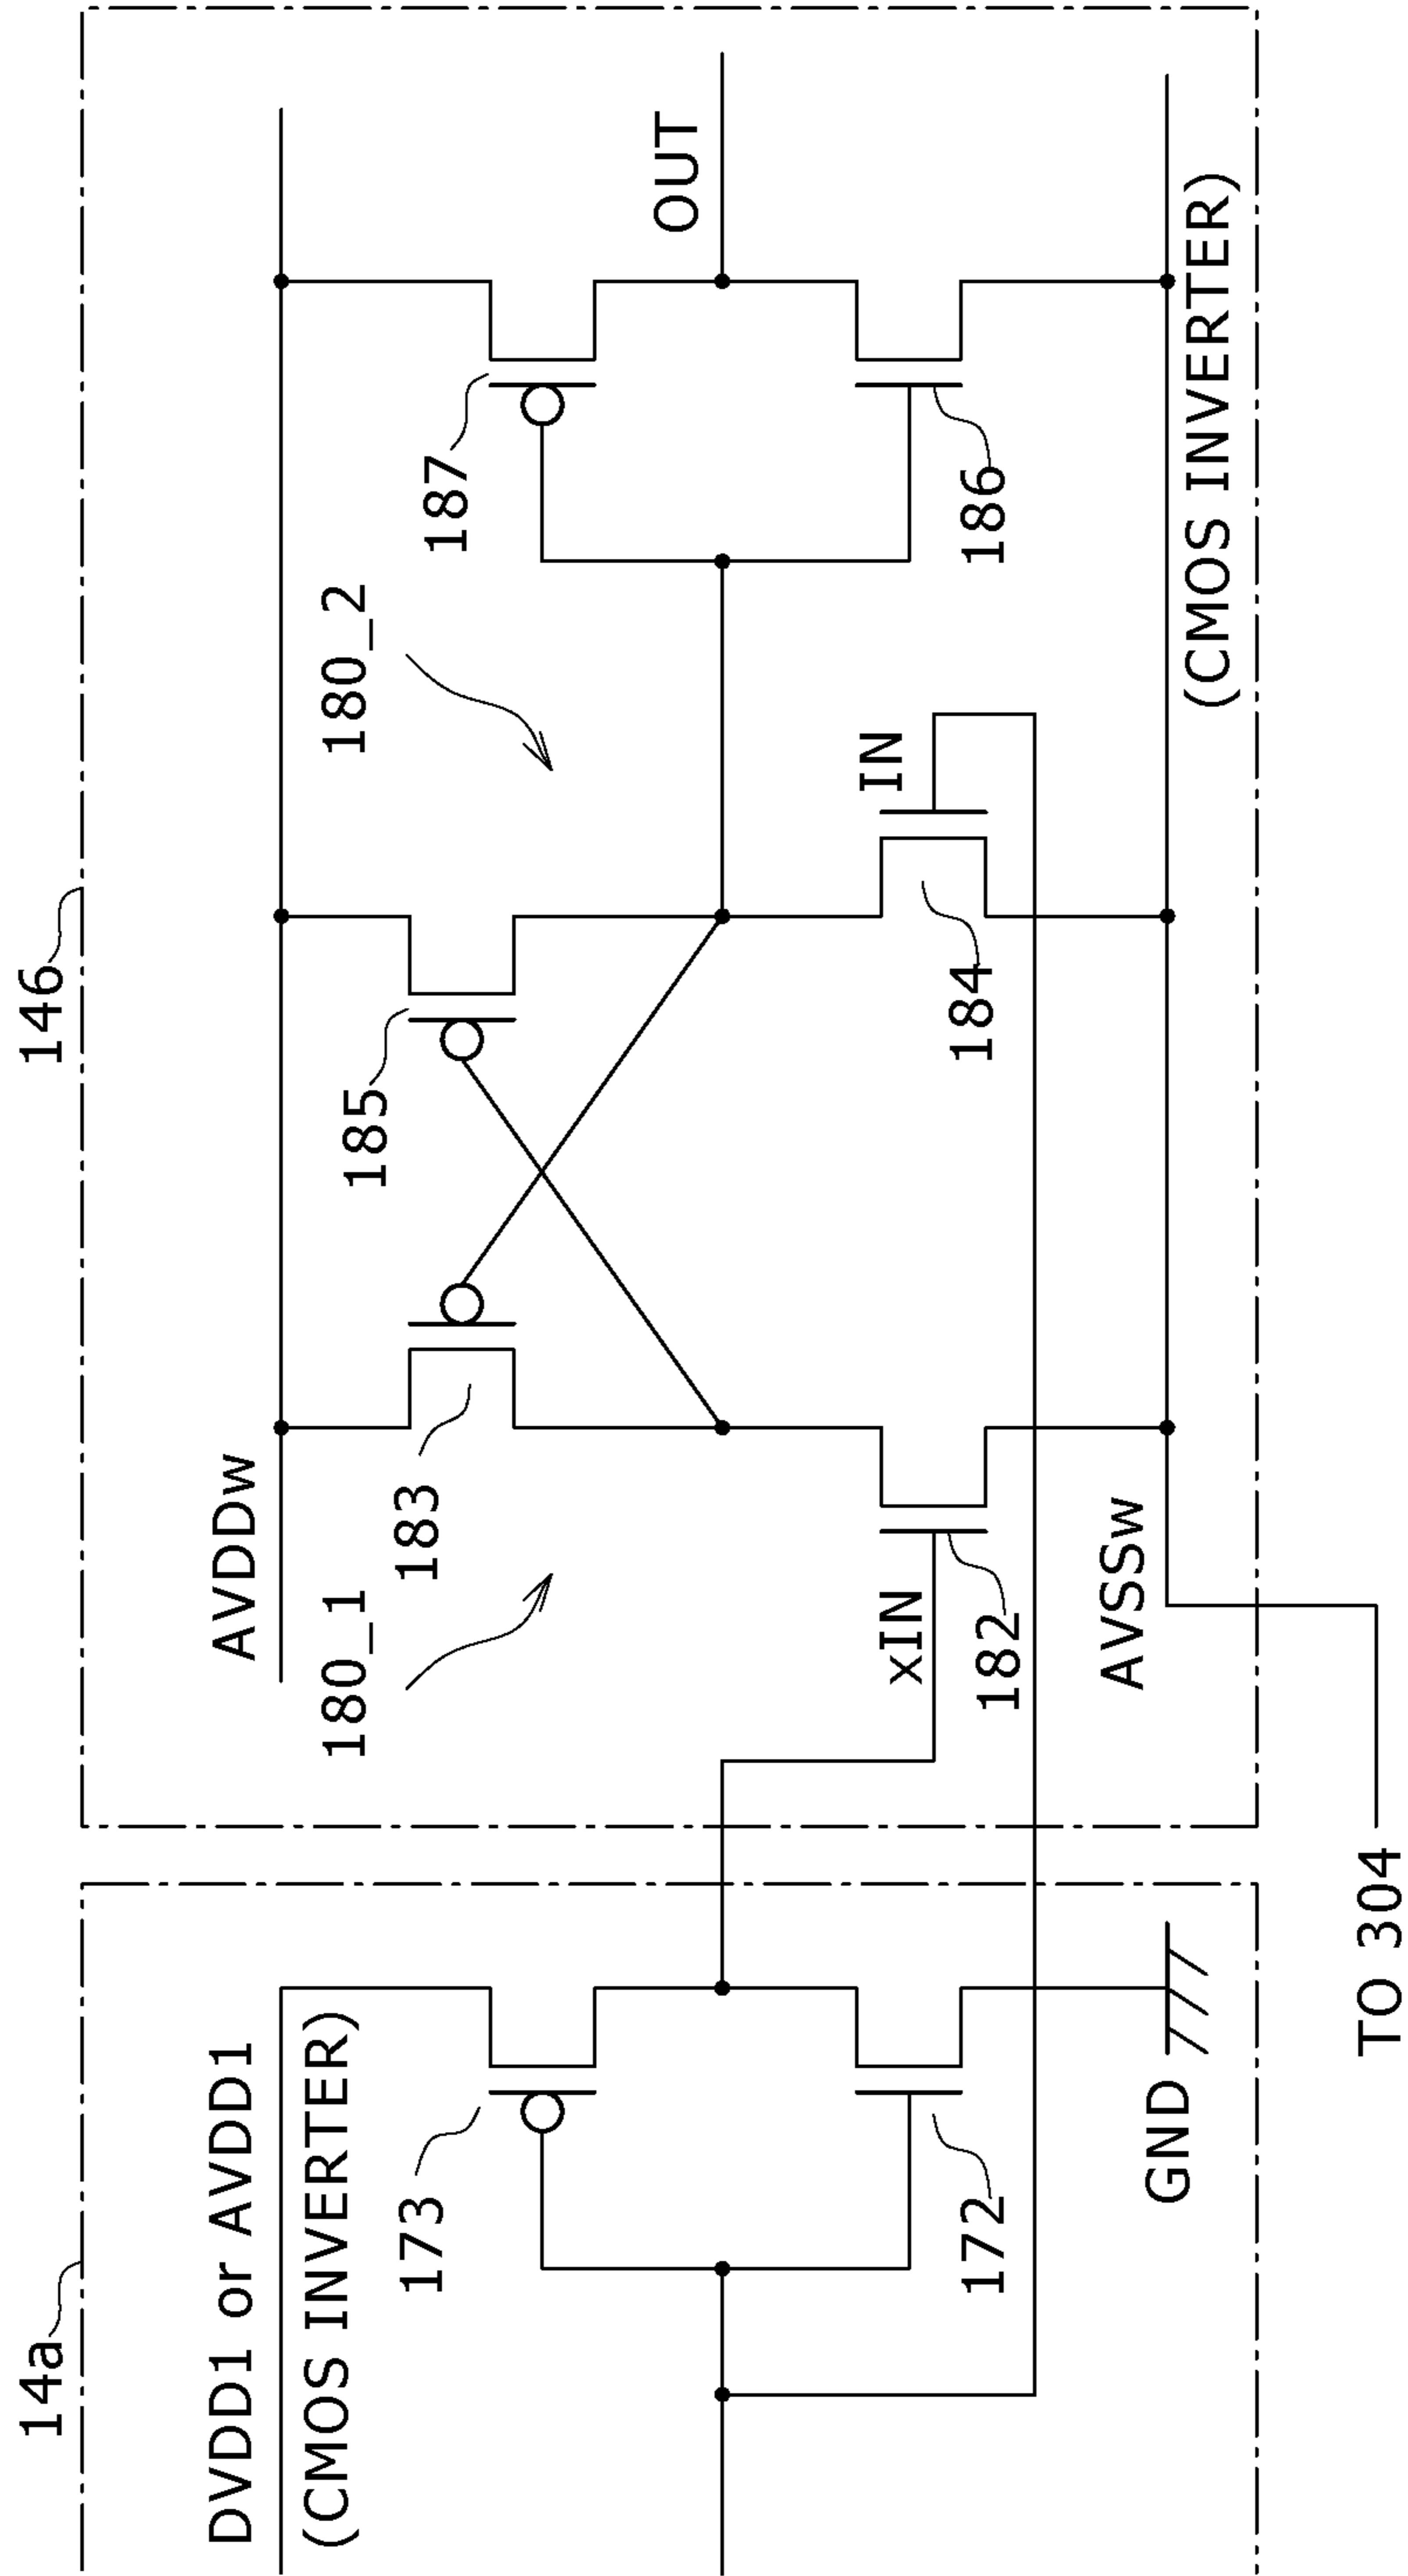 14a
146
DVDD1 or AVDD1
(CMOS INVERTER)
173
172
GND
TO 304
AVDDw
180_1
183
xIN
182
AVSSw
185
184
IN
180_2
187
186
OUT
(CMOS INVERTER)